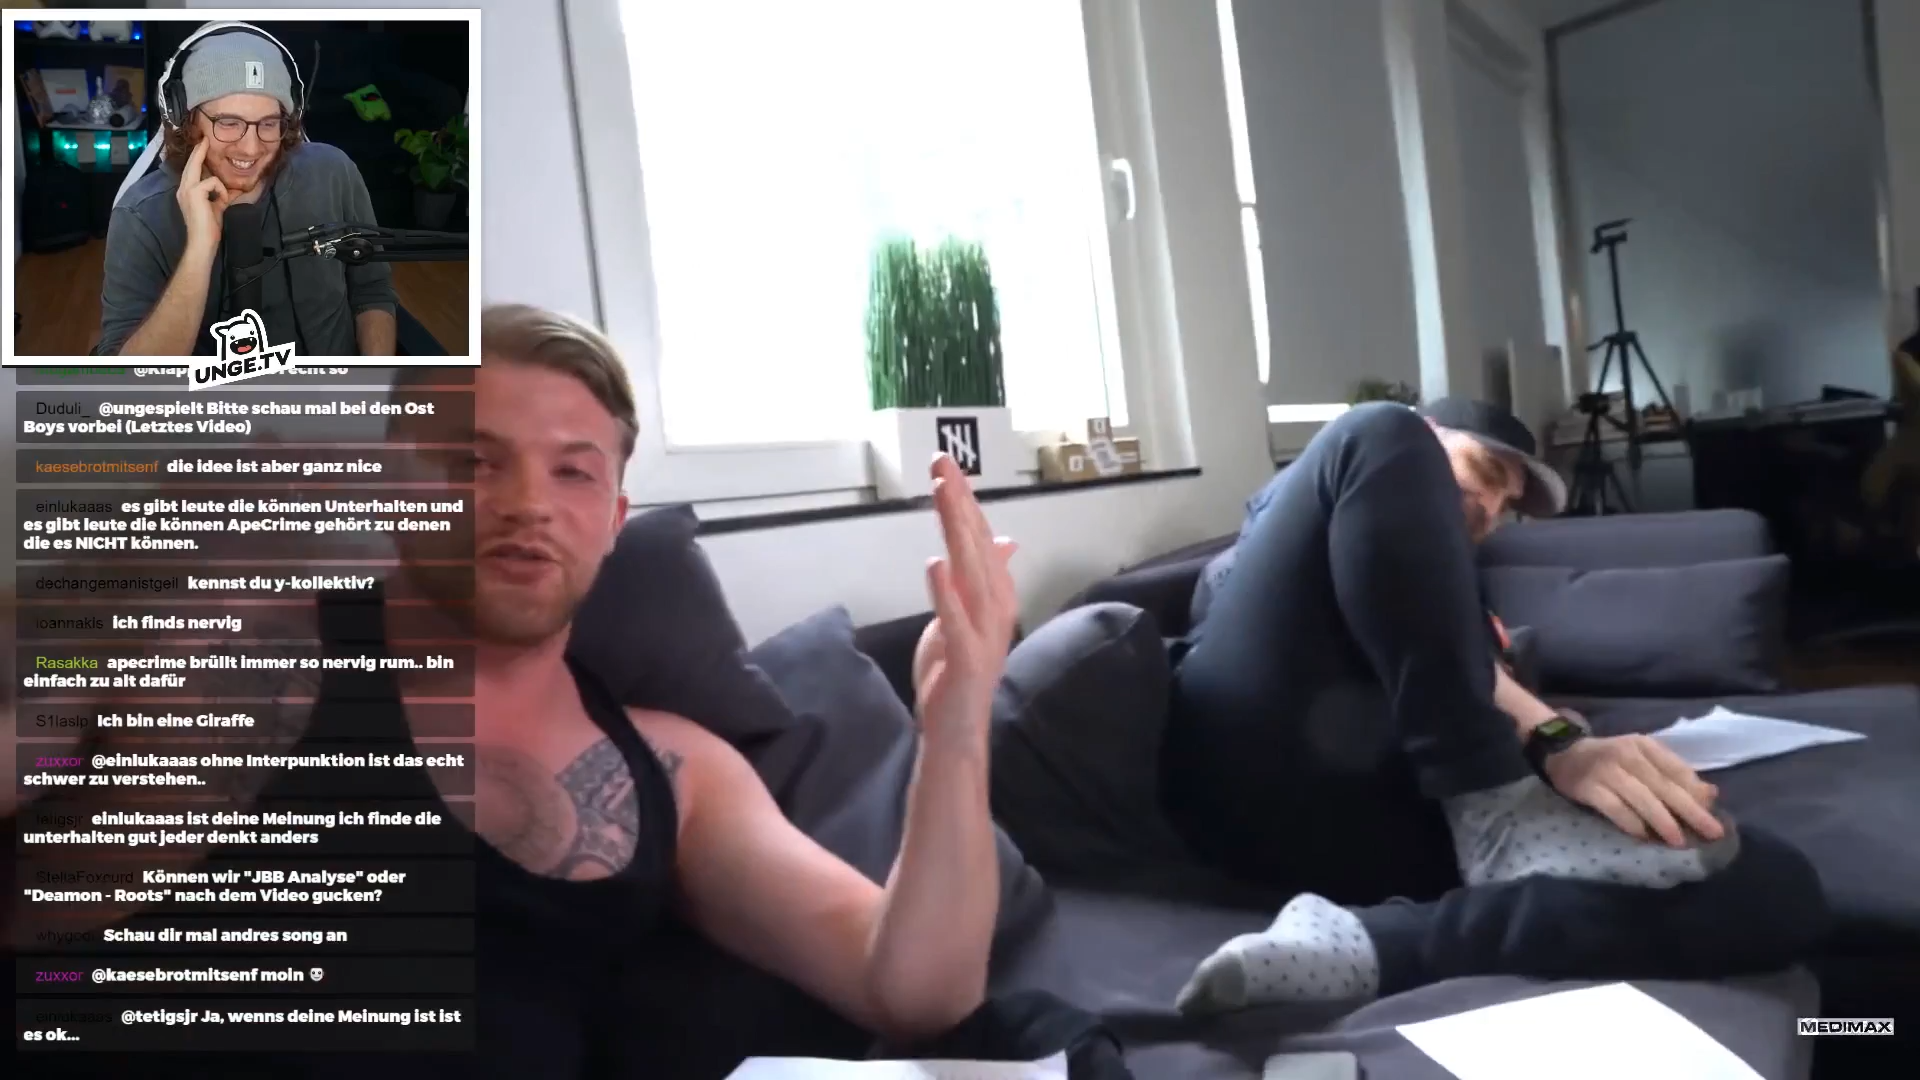 UNGE.TV
Duduli_ @ungespielt Bitte schau mal bei den Ost
Boys vorbei (Letztes Video)
kaesebrotmitsenf die idee ist aber ganz nice
einlukaaas es gibt leute die können Unterhalten und
es gibt leute die können ApeCrime gehört zu denen
die es NICHT können.
dechangemanistgeil kennst du y-kollektiv?
ioannakls ich finds nervig
Rasakka apecrime brüllt immer so nervig rum.. bin
einfach zu alt dafür
S1laslp Ich bin eine Giraffe
zuxxor @einlukaaas ohne Interpunktion ist das echt
schwer zu verstehen..
tetigsjr einlukaaas ist deine Meinung ich finde die
unterhalten gut jeder denkt anders
StellaFoxcurd Können wir "JBB Analyse" oder
"Deamon - Roots" nach dem Video gucken?
Schau dir mal andres song an
zuxxor @kaesebrotmitsenf moin
einlukaaas @tetigsjr Ja, wenns deine Meinung ist ist
es ok...
MEDIMAX